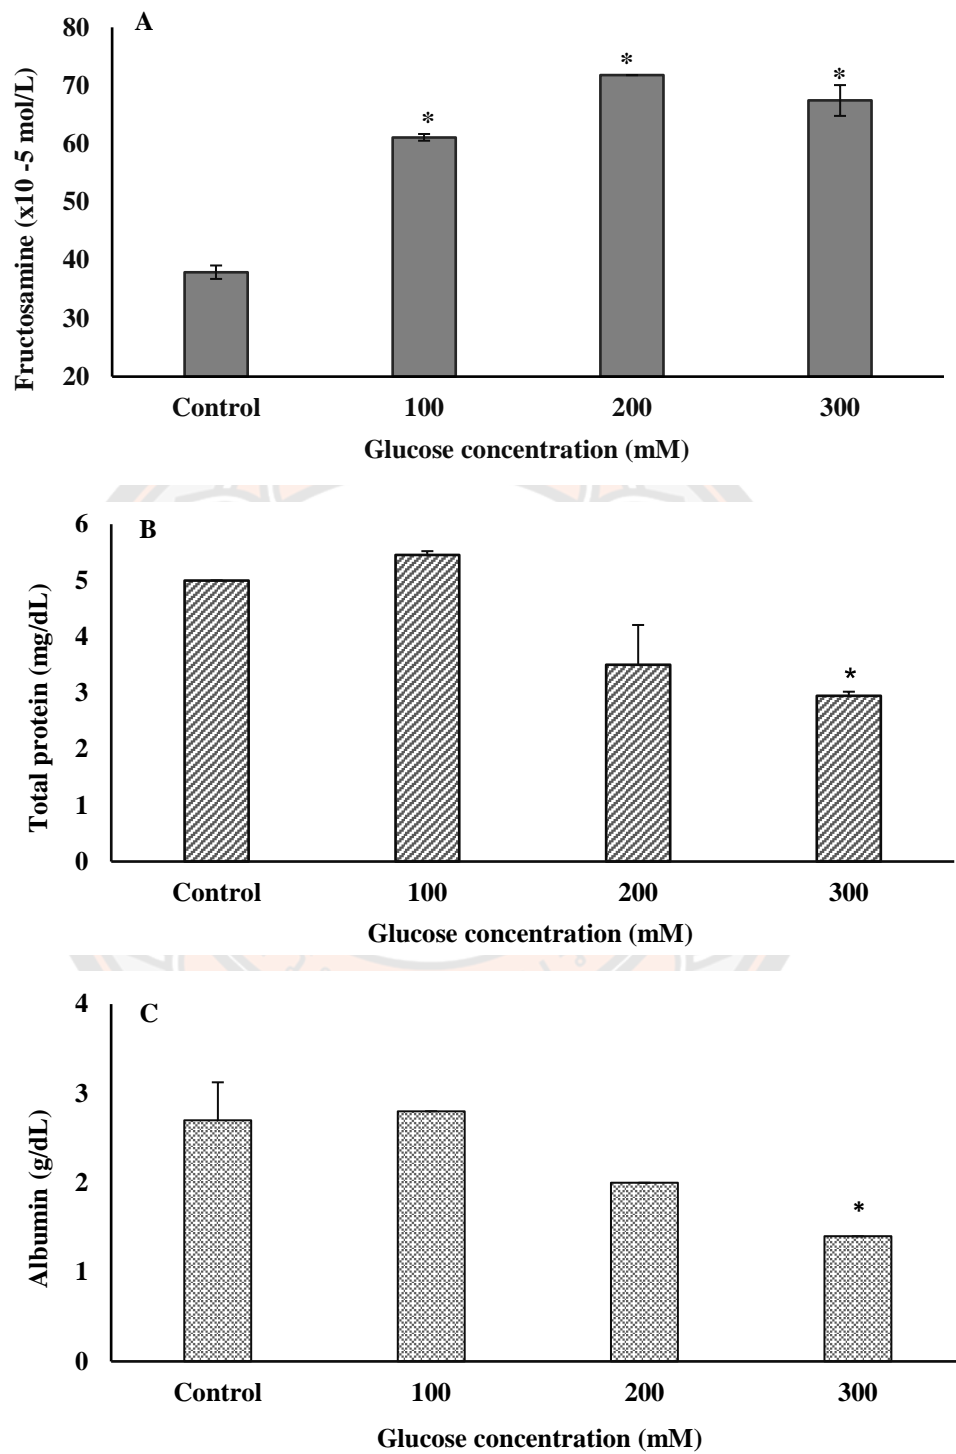 A
Fructosamine (x10 -5 mol/L)
80
70
60
50
40
30
20
*
*
*
Control 100 200 300
Glucose concentration (mM)
B
Total protein (mg/dL)
6
5
4
3
2
1
0
*
Control 100 200 300
Glucose concentration (mM)
C
Albumin (g/dL)
4
3
2
1
0
*
Control 100 200 300
Glucose concentration (mM)